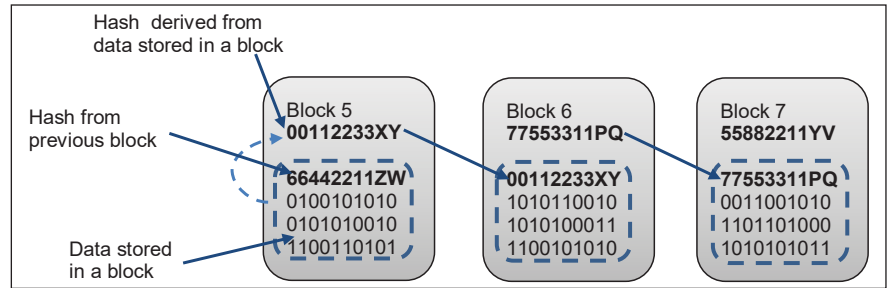 Hash derived from
data stored in a block
Hash from
previous block
Data stored
in a block
Block 5
00112233XY
66442211ZW
0100101010
0101010010
1100110101
Block 6
77553311PQ
00112233XY
1010110010
1010100011
1100101010
Block 7
55882211YV
77553311PQ
0011001010
1101101000
1010101011